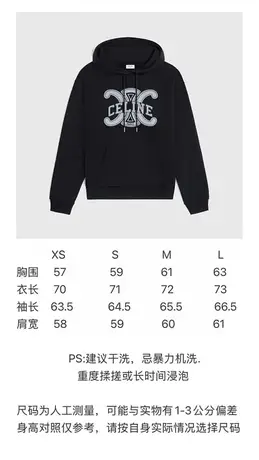 CELINE
XS S M L
胸围 57 59 61 63
衣长 70 71 72 73
袖长 63.5 64.5 65.5 66.5
肩宽 58 59 60 61
PS:建议干洗,忌暴力机洗.
重度揉搓或长时间浸泡
尺码为人工测量,可能与实物有1-3公分偏差
身高对照仅参考,请按自身实际情况选择尺码